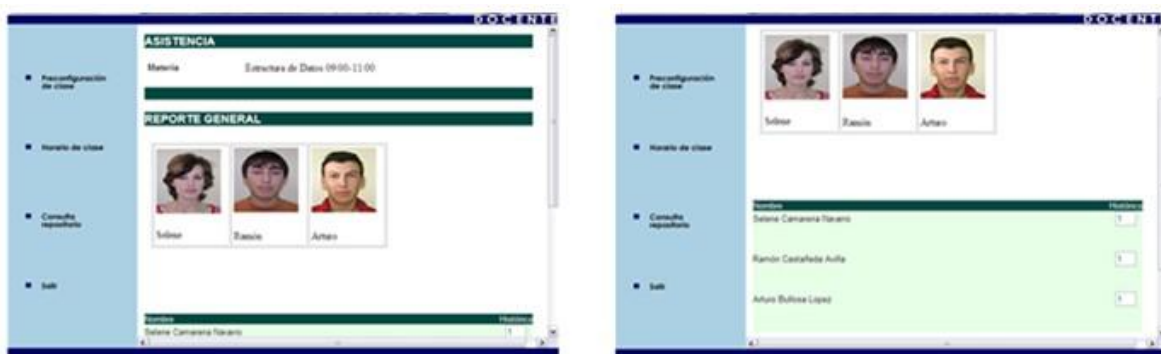 DOCENTE
ASISTENCIA
Materia Estructura de Datos 09:00-11:00
Preconfiguración de clase
REPORTE GENERAL
Horario de clase
Consulta repositorio
Selene Ramón Arturo
Salir
Nombre Histórico
Selene Camarena Navarro 1
DOCENT
Preconfiguración de clase
Selene Ramón Arturo
Horario de clase
Consulta repositorio
Nombre Histórico
Selene Camarena Navarro 1
Ramón Castañeda Avilla 1
Salir
Arturo Bullosa Lopez 1